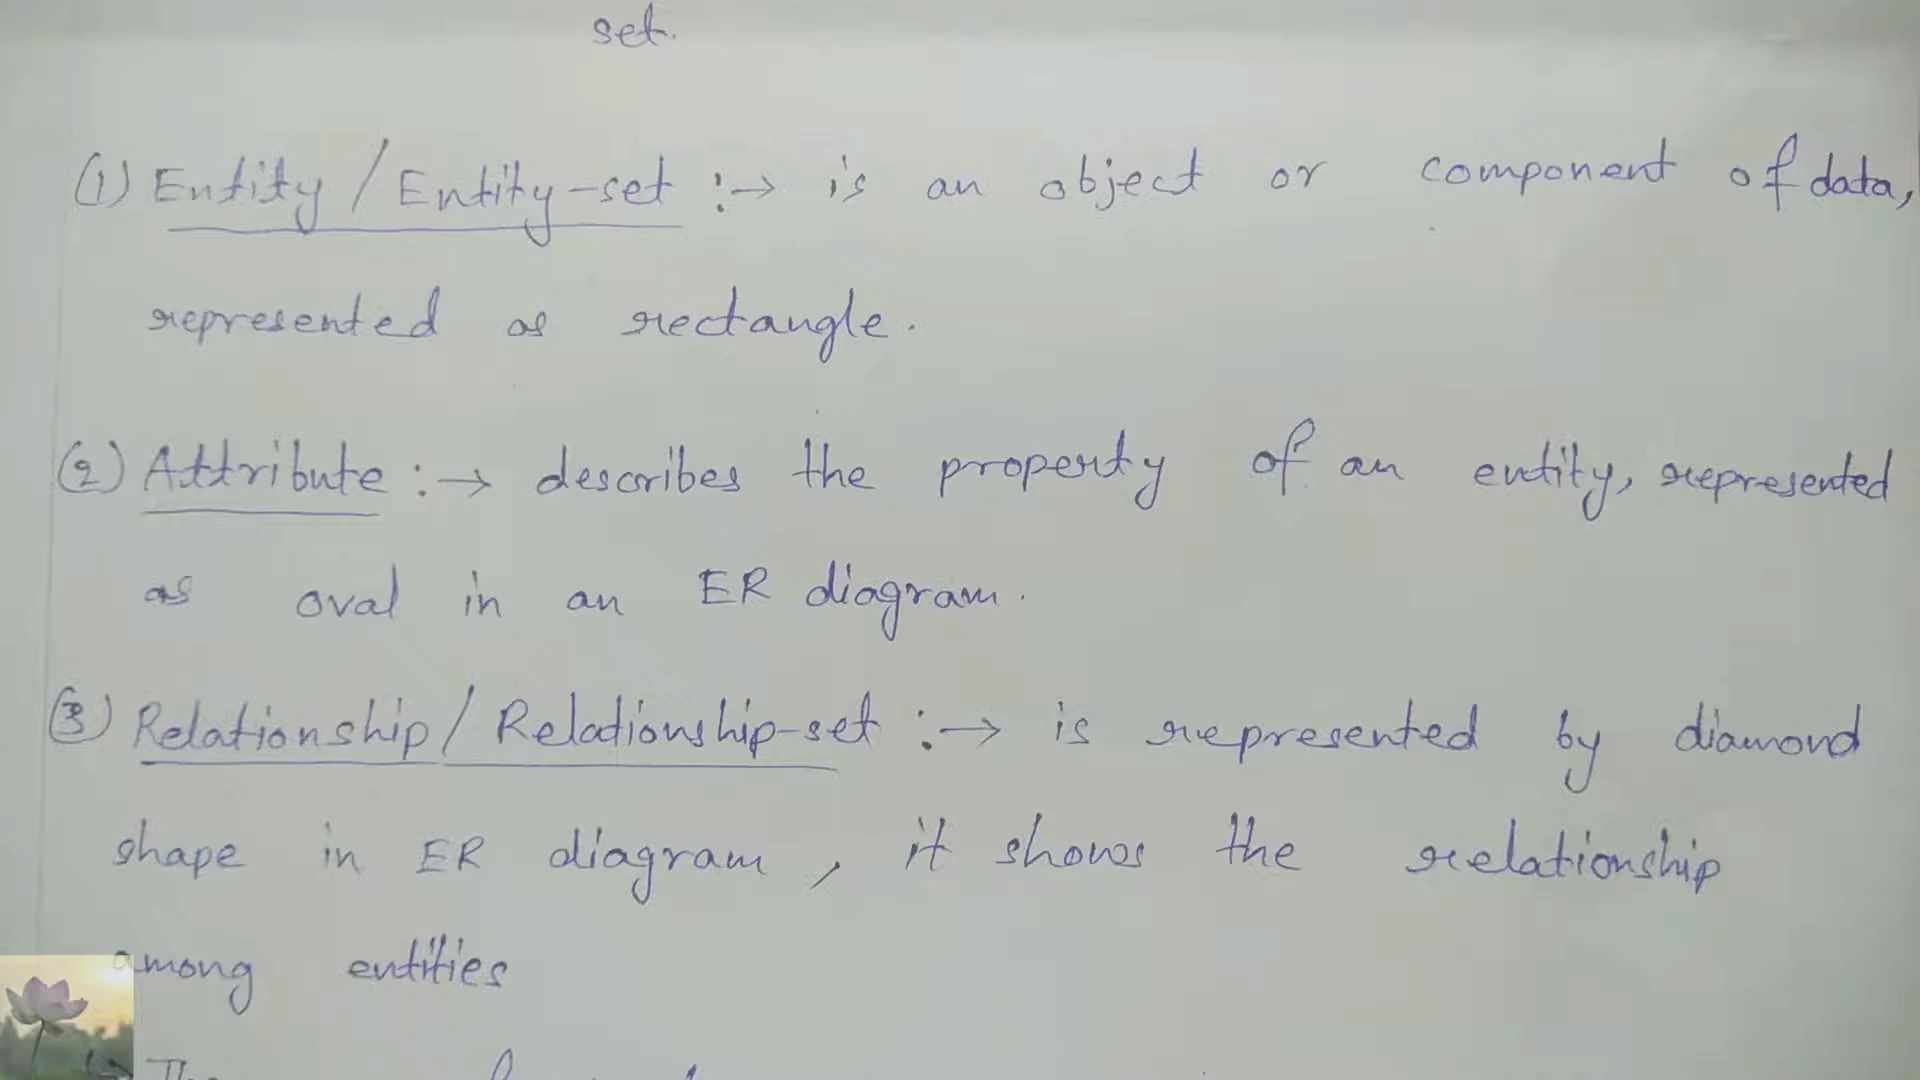 set.
(1) Entity / Entity-set :→ is an object or component of data,
represented as rectangle.
(2) Attribute :→ describes the property of an entity, represented
as oval in an ER diagram.
(3) Relationship / Relationship-set :→ is represented by diamond
shape in ER diagram, it shows the relationship
among entities